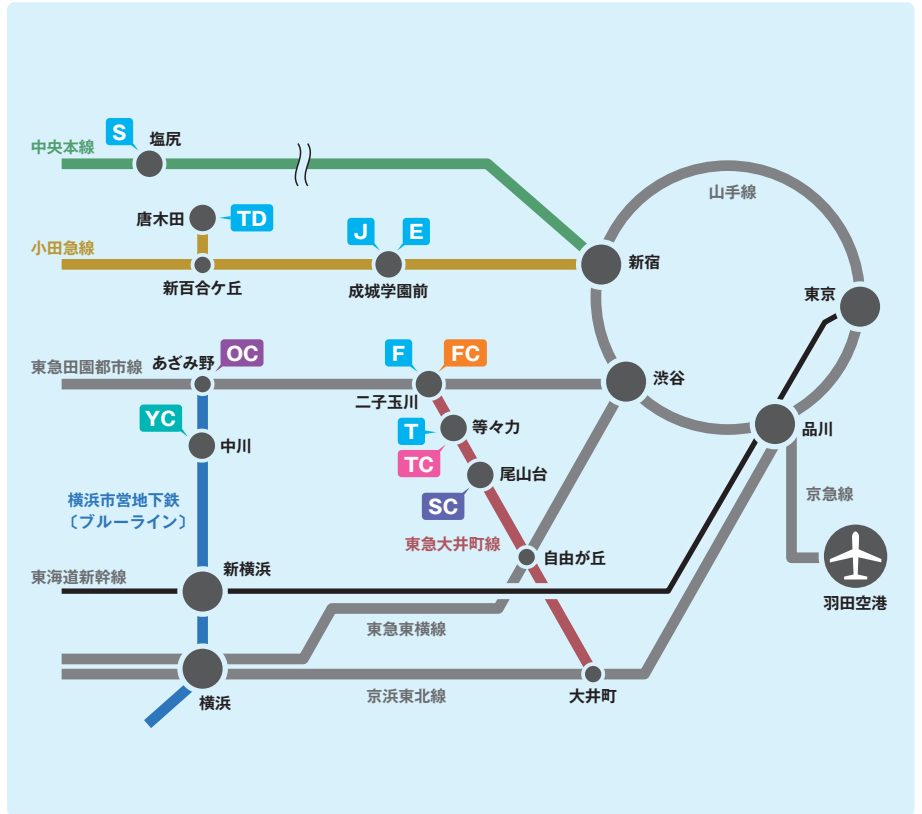 S
塩尻
中央本線
山手線
唐木田
TD
小田急線
J
E
新宿
新百合ケ丘
成城学園前
東京
OC
F
FC
東急田園都市線
あざみ野
渋谷
二子玉川
YC
T
等々力
品川
中川
TC
尾山台
SC
横浜市営地下鉄
〔ブルーライン〕
京急線
東急大井町線
自由が丘
新横浜
東海道新幹線
羽田空港
東急東横線
横浜
京浜東北線
大井町